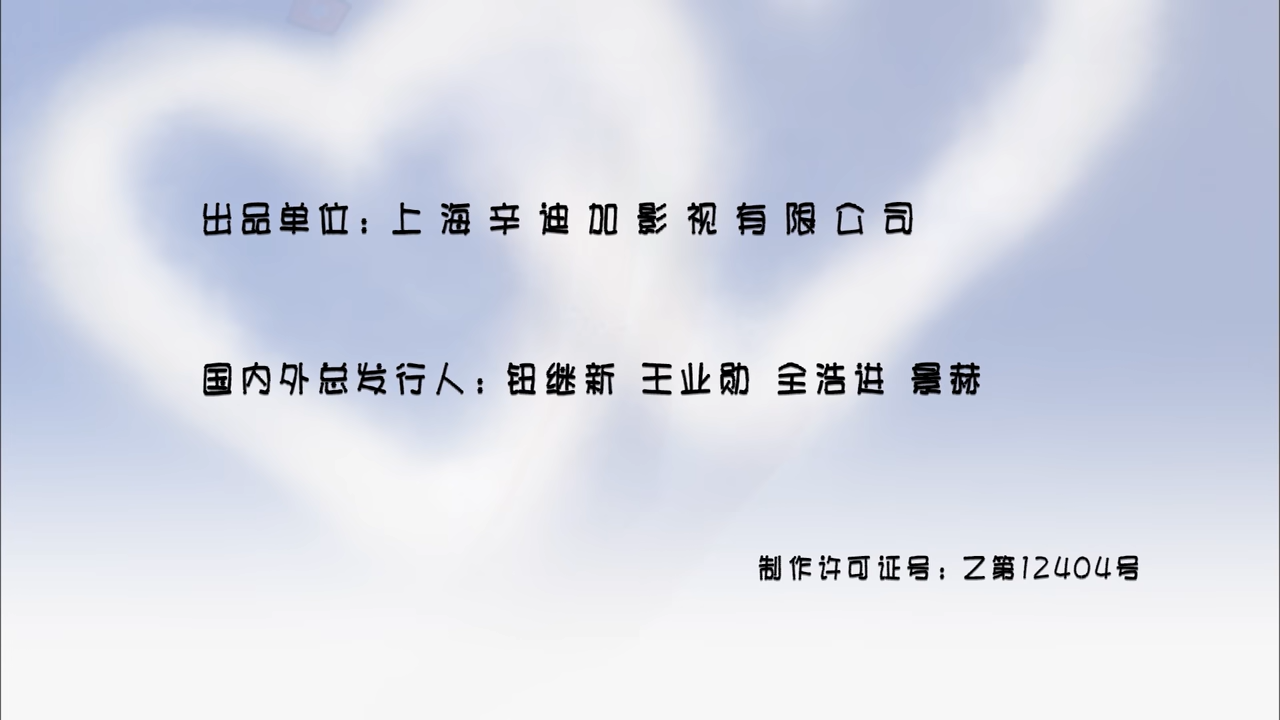 出品单位：上海辛迪加影视有限公司
国内外总发行人：钮继新 王业勋 全浩进 景赫
制作许可证号：乙第12404号